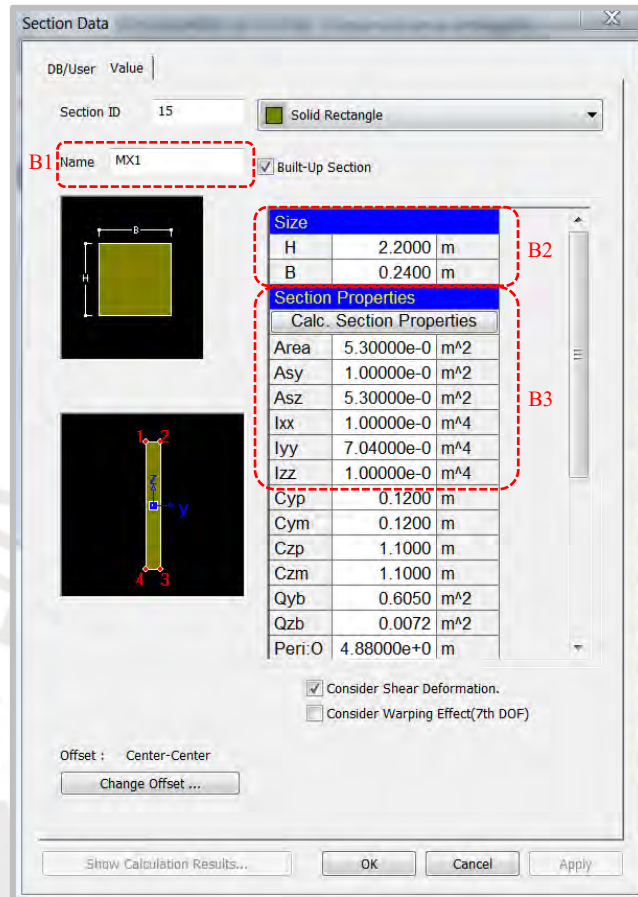 Section Data
DB/User Value
Section ID 15 Solid Rectangle
B1 Name MX1 Built-Up Section
B
H
Size
H 2.2000 m
B 0.2400 m
B2
Section Properties
Calc. Section Properties
Area 5.30000e-0 m^2
Asy 1.00000e-0 m^2
Asz 5.30000e-0 m^2
Ixx 1.00000e-0 m^4
Iyy 7.04000e-0 m^4
Izz 1.00000e-0 m^4
B3
Cyp 0.1200 m
Cym 0.1200 m
Czp 1.1000 m
Czm 1.1000 m
Qyb 0.6050 m^2
Qzb 0.0072 m^2
Peri:O 4.88000e+0 m
1 2
z
y
4 3
Consider Shear Deformation.
Consider Warping Effect(7th DOF)
Offset : Center-Center
Change Offset ...
Show Calculation Results... OK Cancel Apply